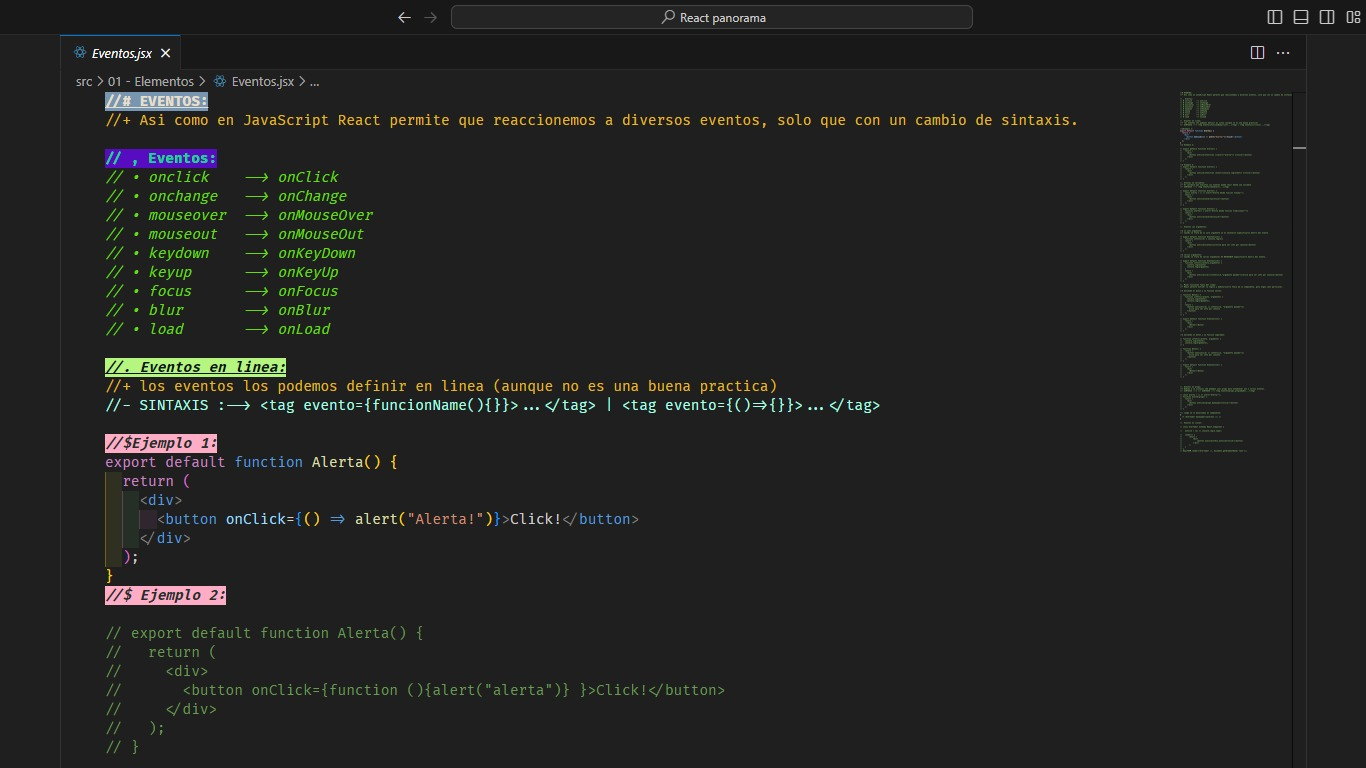 React panorama
Eventos.jsx
src > 01 - Elementos > Eventos.jsx > ...
//# EVENTOS:
//+ Asi como en JavaScript React permite que reaccionemos a diversos eventos, solo que con un cambio de sintaxis.
// , Eventos:
// • onclick --> onClick
// • onchange --> onChange
// • mouseover --> onMouseOver
// • mouseout --> onMouseOut
// • keydown --> onKeyDown
// • keyup --> onKeyUp
// • focus --> onFocus
// • blur --> onBlur
// • load --> onLoad
//. Eventos en linea:
//+ los eventos los podemos definir en linea (aunque no es una buena practica)
//- SINTAXIS :--> <tag evento={funcionName(){}}>...</tag> | <tag evento={()=>{}}>...</tag>
//$Ejemplo 1:
export default function Alerta() {
return (
<div>
<button onClick={() => alert("Alerta!")}>Click!</button>
</div>
);
}
//$ Ejemplo 2:
// export default function Alerta() {
//   return (
//     <div>
//       <button onClick={function (){alert("alerta")} }>Click!</button>
//     </div>
//   );
// }